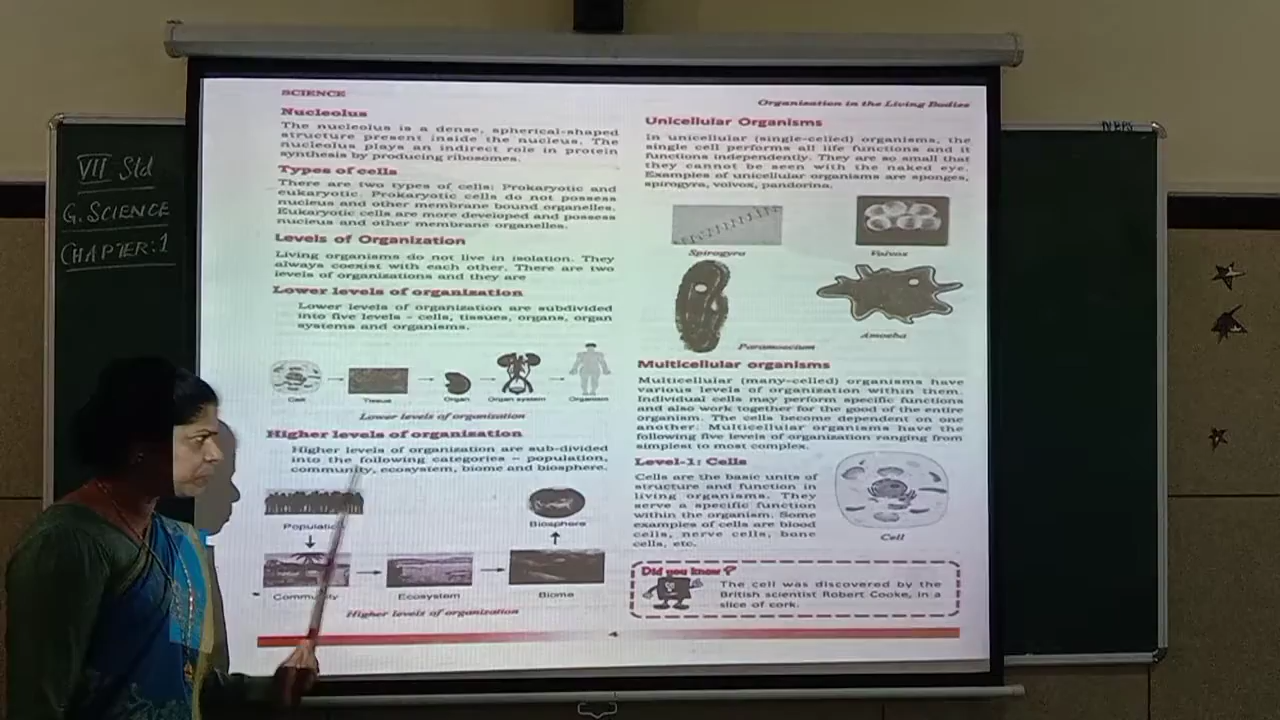 VII Std
G. SCIENCE
CHAPTER:1
NBPS
SCIENCE
Nucleolus
The nucleolus is a dense, spherical-shaped
structure present inside the nucleus. The
nucleolus plays an indirect role in protein
synthesis by producing ribosomes.
Types of cells
There are two types of cells: Prokaryotic and
eukaryotic. Prokaryotic cells do not possess
nucleus and other membrane bound organelles.
Eukaryotic cells are more developed and possess
nucleus and other membrane organelles.
Levels of Organization
Living organisms do not live in isolation. They
always coexist with each other. There are two
levels of organizations and they are
Lower levels of organization
Lower levels of organization are subdivided
into five levels - cells, tissues, organs, organ
systems and organisms.
Cell
Tissue
Organ
Organ system
Organism
Lower levels of organization
Higher levels of organization
Higher levels of organization are sub-divided
into the following categories - population,
community, ecosystem, biome and biosphere.
Population
Biosphere
Community
Ecosystem
Biome
Higher levels of organization
Organization in the Living Bodies
Unicellular Organisms
In unicellular (single-celled) organisms, the
single cell performs all life functions and it
functions independently. They are so small that
they cannot be seen with the naked eye.
Examples of unicellular organisms are sponges,
spirogyra, volvox, pandorina.
Spirogyra
Volvox
Paramoecium
Amoeba
Multicellular organisms
Multicellular (many-celled) organisms have
various levels of organization within them.
Individual cells may perform specific functions
and also work together for the good of the entire
organism. The cells become dependent on one
another. Multicellular organisms have the
following five levels of organization ranging from
simplest to most complex.
Level-1: Cells
Cells are the basic units of
structure and function in
living organisms. They
serve a specific function
within the organism. Some
examples of cells are blood
cells, nerve cells, bone
cells, etc.
Cell
Did you know?
The cell was discovered by the
British scientist Robert Cooke, in a
slice of cork.
4